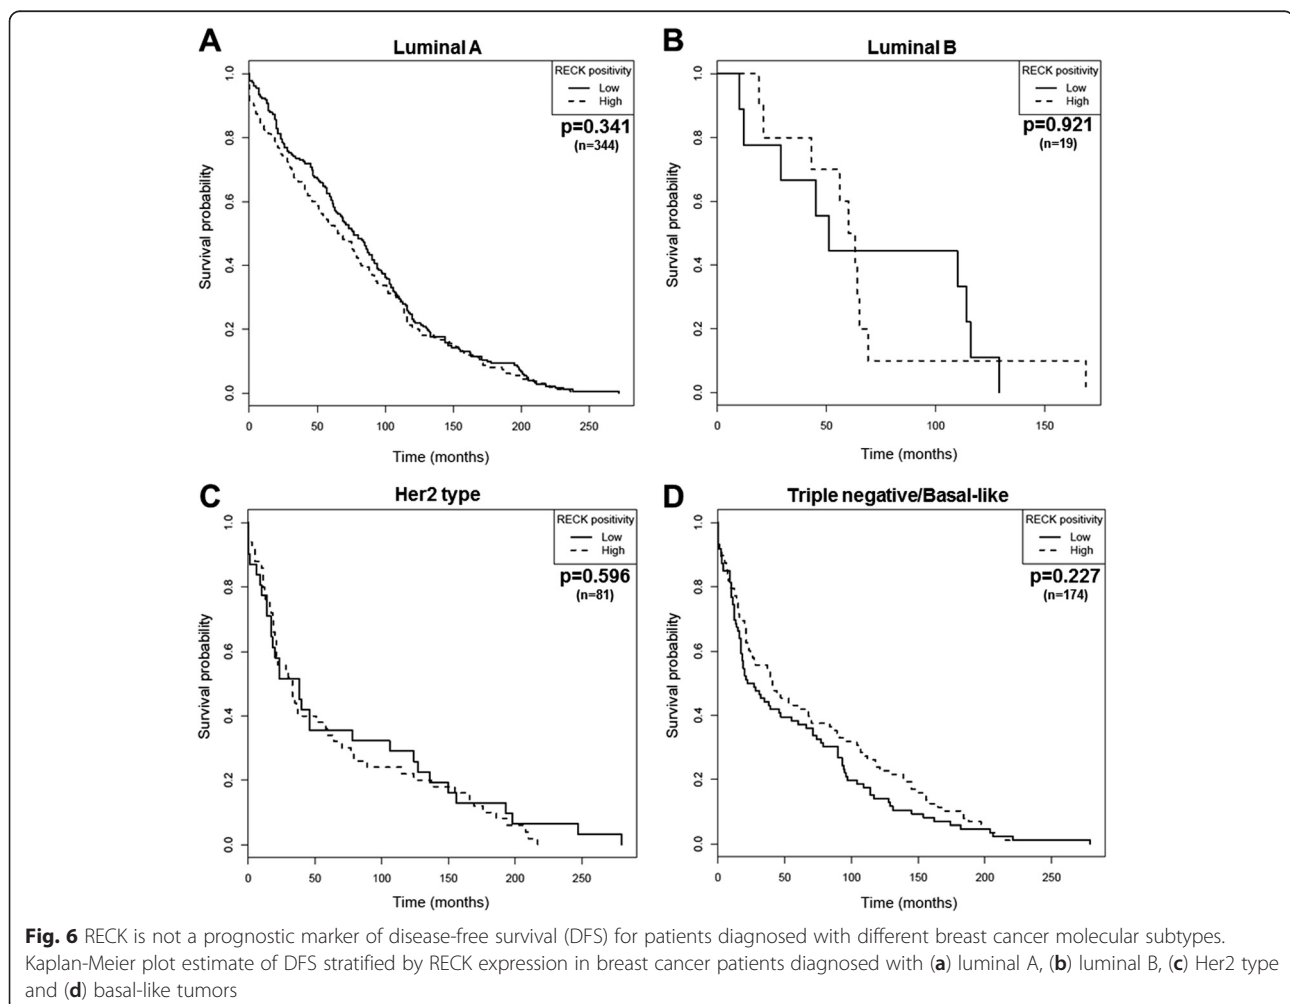 A
Luminal A
RECK positivity
Low
High
p=0.341
(n=344)
Survival probability
0.0 0.2 0.4 0.6 0.8 1.0
0 50 100 150 200 250
Time (months)
B
Luminal B
RECK positivity
Low
High
p=0.921
(n=19)
Survival probability
0.0 0.2 0.4 0.6 0.8 1.0
0 50 100 150
Time (months)
C
Her2 type
RECK positivity
Low
High
p=0.596
(n=81)
Survival probability
0.0 0.2 0.4 0.6 0.8 1.0
0 50 100 150 200 250
Time (months)
D
Triple negative/Basal-like
RECK positivity
Low
High
p=0.227
(n=174)
Survival probability
0.0 0.2 0.4 0.6 0.8 1.0
0 50 100 150 200 250
Time (months)
Fig. 6 RECK is not a prognostic marker of disease-free survival (DFS) for patients diagnosed with different breast cancer molecular subtypes.
Kaplan-Meier plot estimate of DFS stratified by RECK expression in breast cancer patients diagnosed with (a) luminal A, (b) luminal B, (c) Her2 type
and (d) basal-like tumors